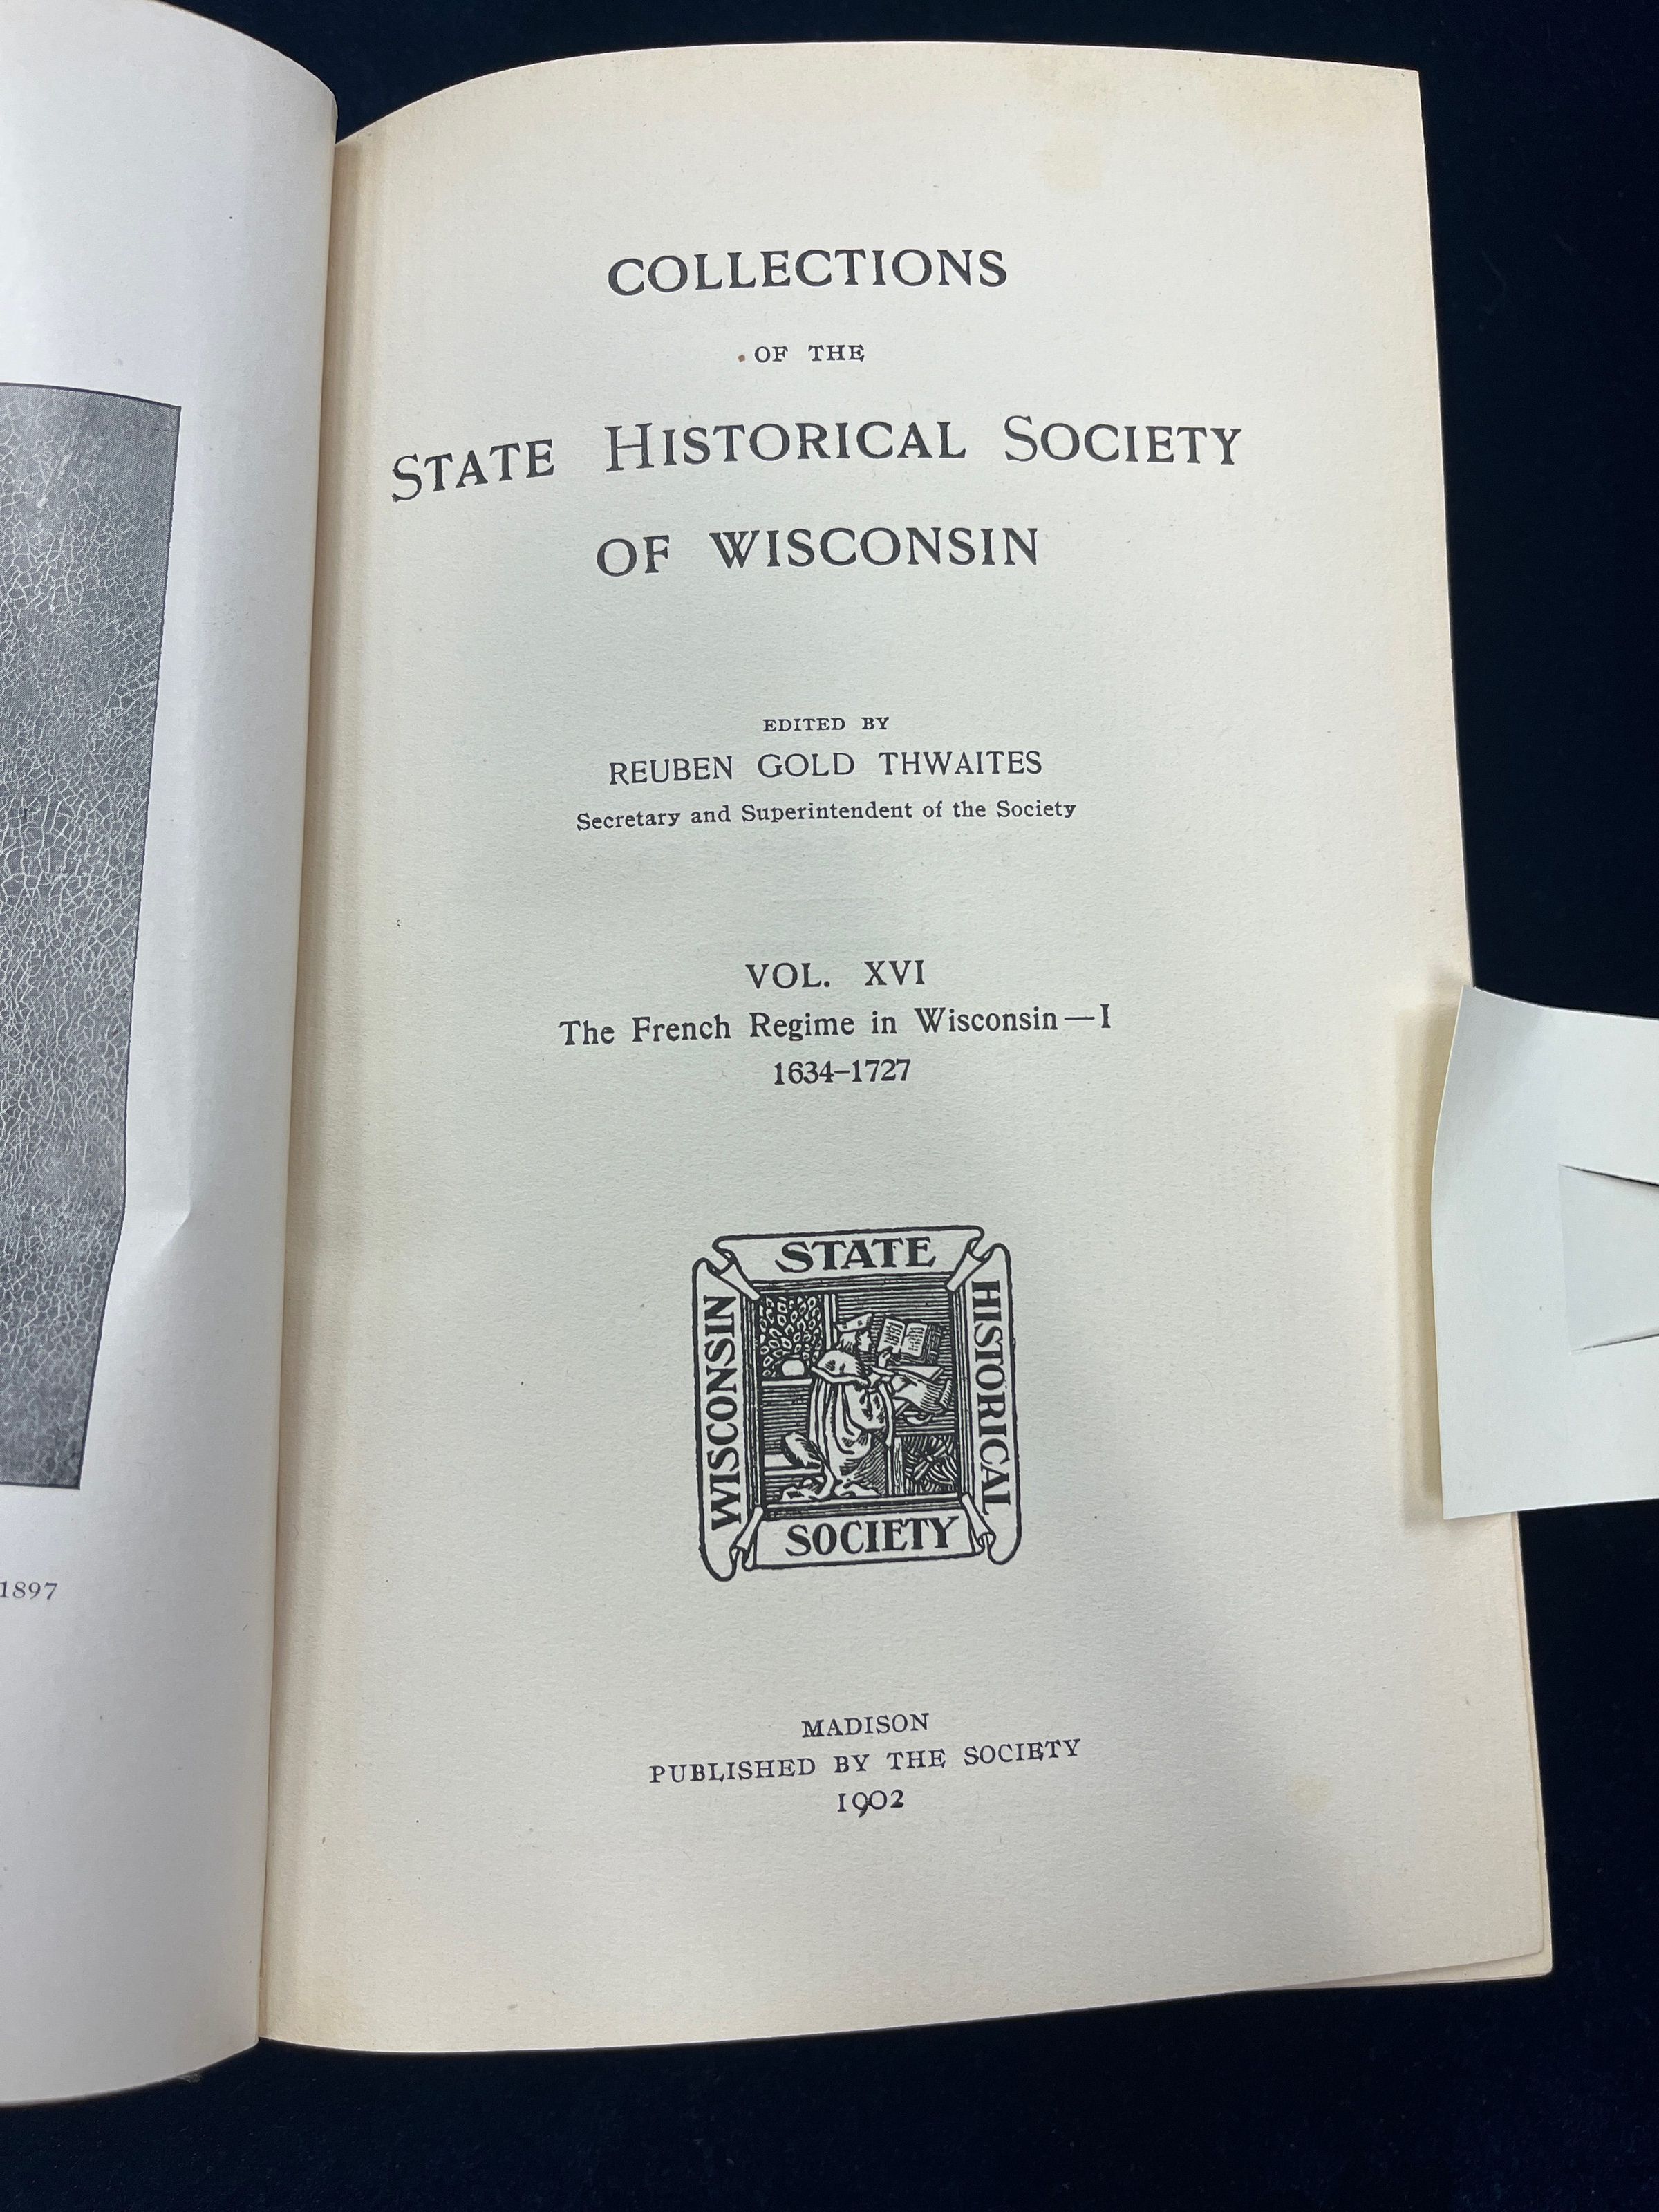 COLLECTIONS
OF THE
STATE HISTORICAL SOCIETY
OF WISCONSIN
EDITED BY
REUBEN GOLD THWAITES
Secretary and Superintendent of the Society
VOL. XVI
The French Regime in Wisconsin—I
1634–1727
STATE
WISCONSIN
HISTORICAL
SOCIETY
1897
MADISON
PUBLISHED BY THE SOCIETY
1902